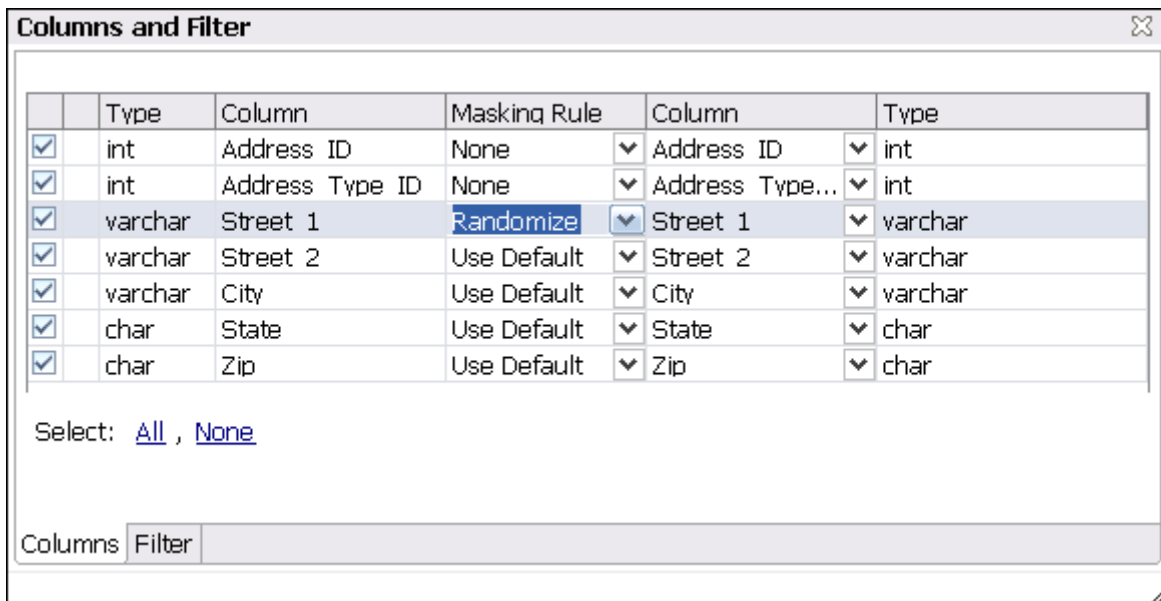 Columns and Filter
Type Column Masking Rule Column Type
int Address ID None Address ID int
int Address Type ID None Address Type... int
varchar Street 1 Randomize Street 1 varchar
varchar Street 2 Use Default Street 2 varchar
varchar City Use Default City varchar
char State Use Default State char
char Zip Use Default Zip char
Select: All , None
Columns Filter